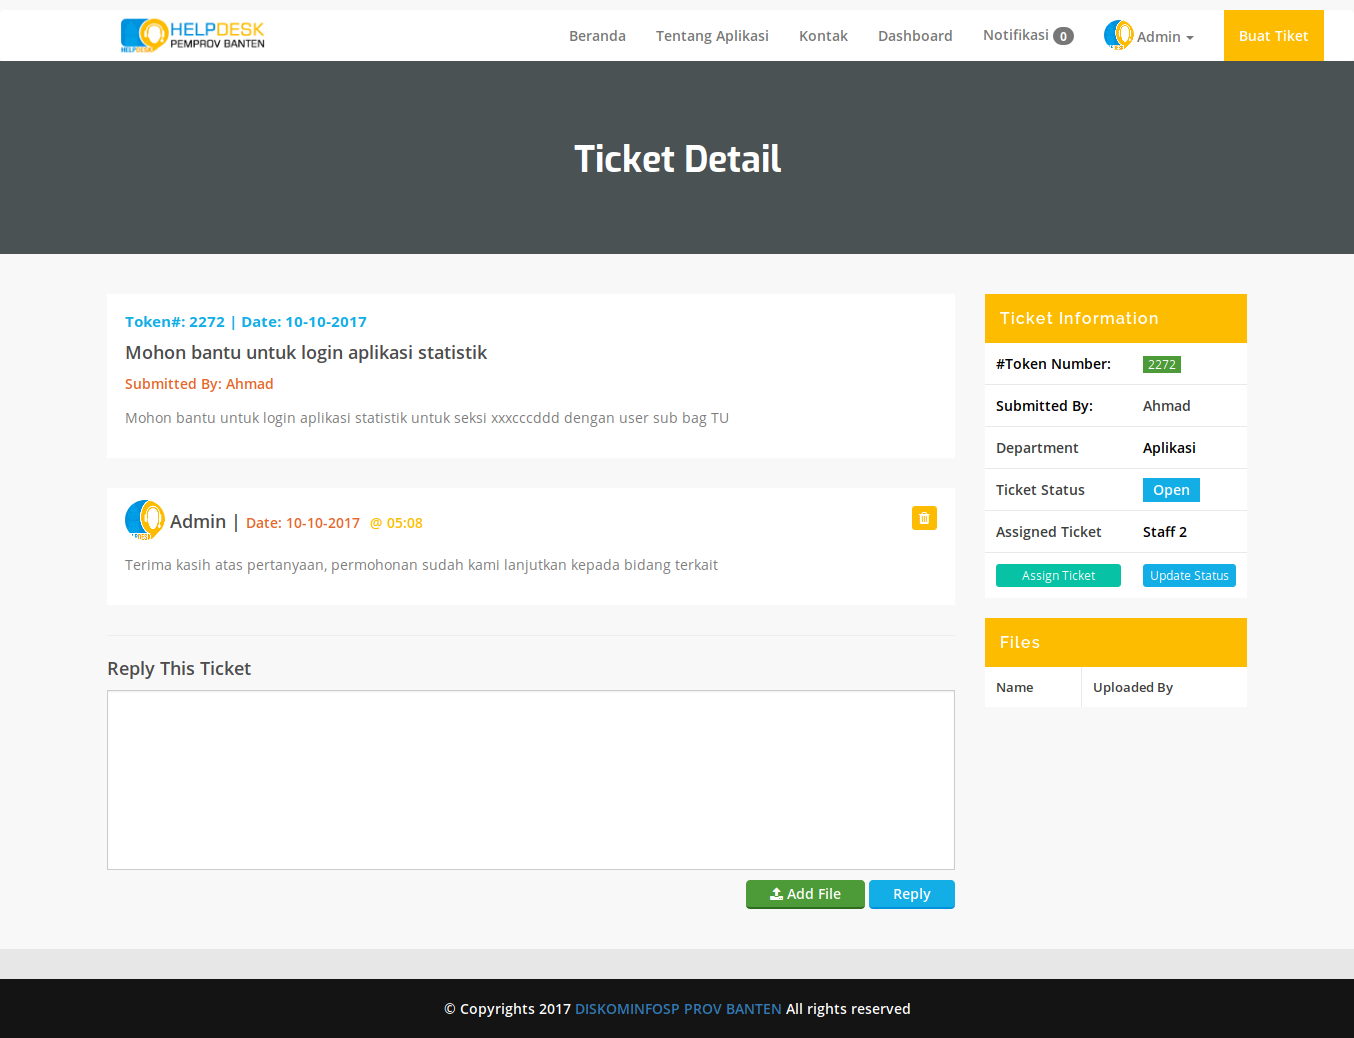 HELPDESK
HELPDESK
PEMPROV BANTEN
Beranda
Tentang Aplikasi
Kontak
Dashboard
Notifikasi 0
Admin
Buat Tiket
Ticket Detail
Token#: 2272 | Date: 10-10-2017
Mohon bantu untuk login aplikasi statistik
Submitted By: Ahmad
Mohon bantu untuk login aplikasi statistik untuk seksi xxxcccddd dengan user sub bag TU
Admin | Date: 10-10-2017 @ 05:08
Terima kasih atas pertanyaan, permohonan sudah kami lanjutkan kepada bidang terkait
Reply This Ticket
Add File
Reply
Ticket Information
#Token Number: 2272
Submitted By: Ahmad
Department Aplikasi
Ticket Status Open
Assigned Ticket Staff 2
Assign Ticket Update Status
Files
Name Uploaded By
© Copyrights 2017 DISKOMINFOSP PROV BANTEN All rights reserved